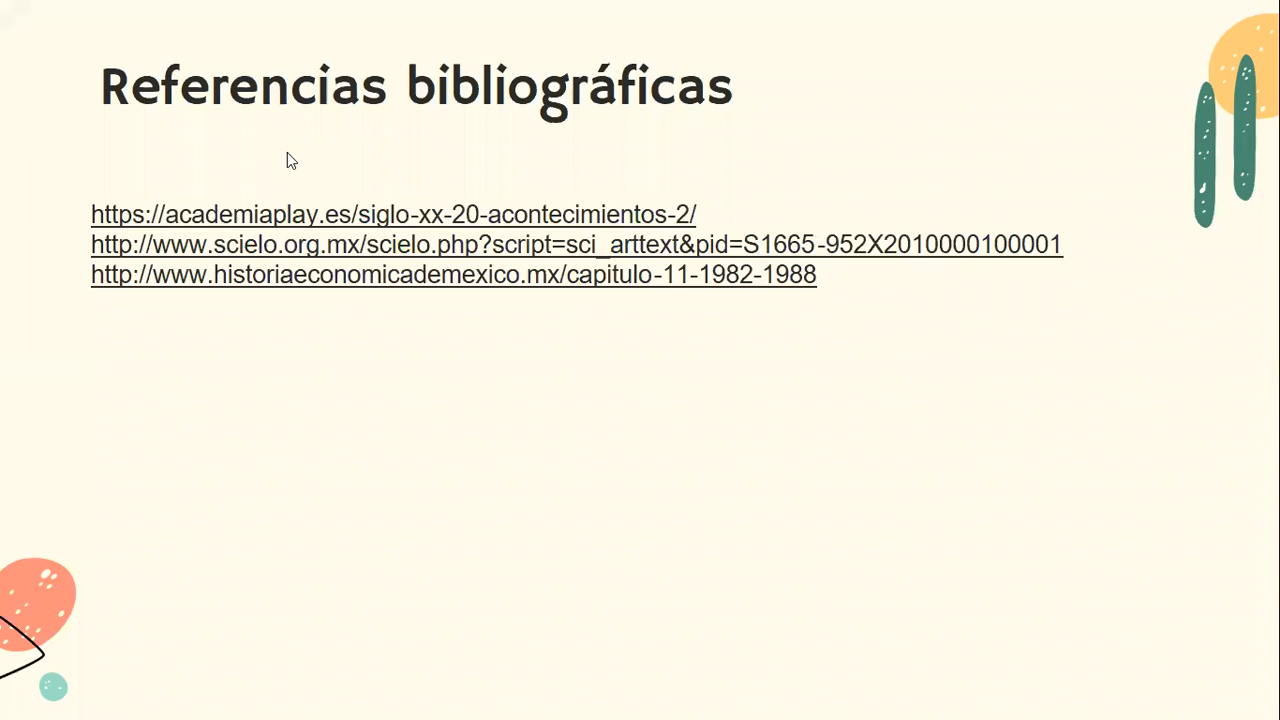 Referencias bibliográficas
https://academiaplay.es/siglo-xx-20-acontecimientos-2/
http://www.scielo.org.mx/scielo.php?script=sci_arttext&pid=S1665-952X2010000100001
http://www.historiaeconomicademexico.mx/capitulo-11-1982-1988